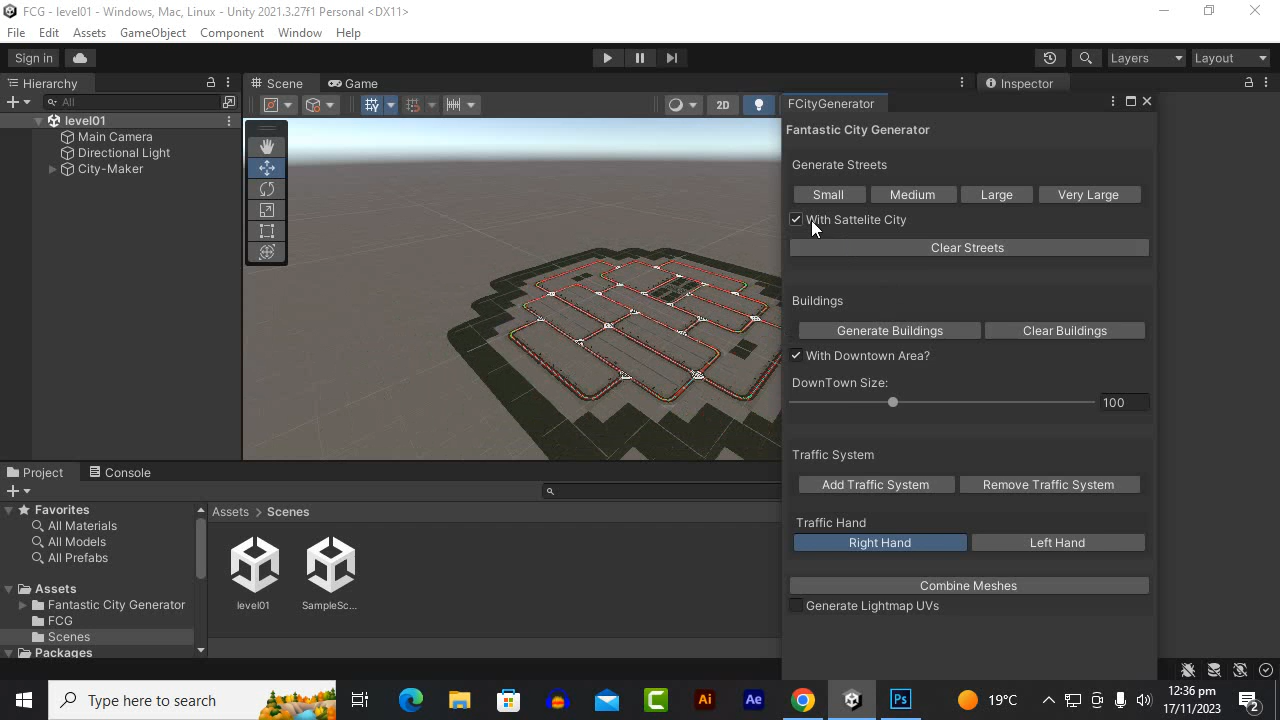 FCG - level01 - Windows, Mac, Linux - Unity 2021.3.27f1 Personal <DX11>
File Edit Assets GameObject Component Window Help
Sign in
Layers
Layout
Hierarchy
Scene
Game
Inspector
All
2D
FCityGenerator
level01
Main Camera
Directional Light
City-Maker
Fantastic City Generator
Generate Streets
Small Medium Large Very Large
With Sattelite City
Clear Streets
Buildings
Generate Buildings Clear Buildings
With Downtown Area?
DownTown Size:
100
Traffic System
Add Traffic System Remove Traffic System
Traffic Hand
Right Hand Left Hand
Combine Meshes
Generate Lightmap UVs
Project Console
Favorites
All Materials
All Models
All Prefabs
Assets
Fantastic City Generator
FCG
Scenes
Packages
Assets > Scenes
level01
SampleSc...
Type here to search
Ai
Ae
Ps
19°C
12:36 pm
17/11/2023
2